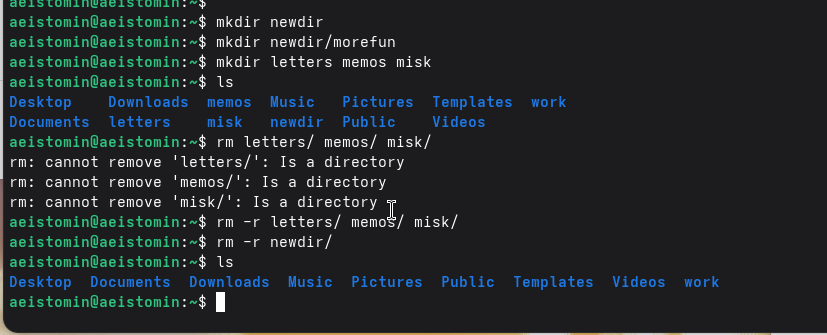 aeistomin@aeistomin:~$
aeistomin@aeistomin:~$ mkdir newdir
aeistomin@aeistomin:~$ mkdir newdir/morefun
aeistomin@aeistomin:~$ mkdir letters memos misk
aeistomin@aeistomin:~$ ls
Desktop    Downloads  memos  Music   Pictures  Templates  work
Documents  letters    misk   newdir  Public    Videos
aeistomin@aeistomin:~$ rm letters/ memos/ misk/
rm: cannot remove 'letters/': Is a directory
rm: cannot remove 'memos/': Is a directory
rm: cannot remove 'misk/': Is a directory
aeistomin@aeistomin:~$ rm -r letters/ memos/ misk/
aeistomin@aeistomin:~$ rm -r newdir/
aeistomin@aeistomin:~$ ls
Desktop  Documents  Downloads  Music  Pictures  Public  Templates  Videos  work
aeistomin@aeistomin:~$